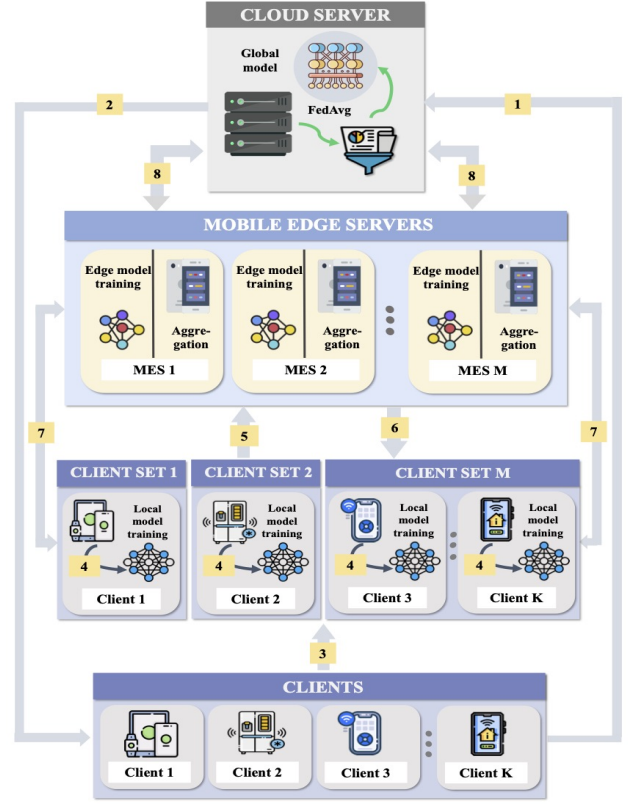 CLOUD SERVER
Global
model
FedAvg
2
1
8
8
MOBILE EDGE SERVERS
Edge model
training
Aggre-
gation
MES 1
Edge model
training
Aggre-
gation
MES 2
Edge model
training
Aggre-
gation
MES M
7
5
6
7
CLIENT SET 1
Local
model
training
4
Client 1
CLIENT SET 2
Local
model
training
4
Client 2
CLIENT SET M
Local
model
training
4
Client 3
Local
model
training
4
Client K
3
CLIENTS
Client 1
Client 2
Client 3
Client K